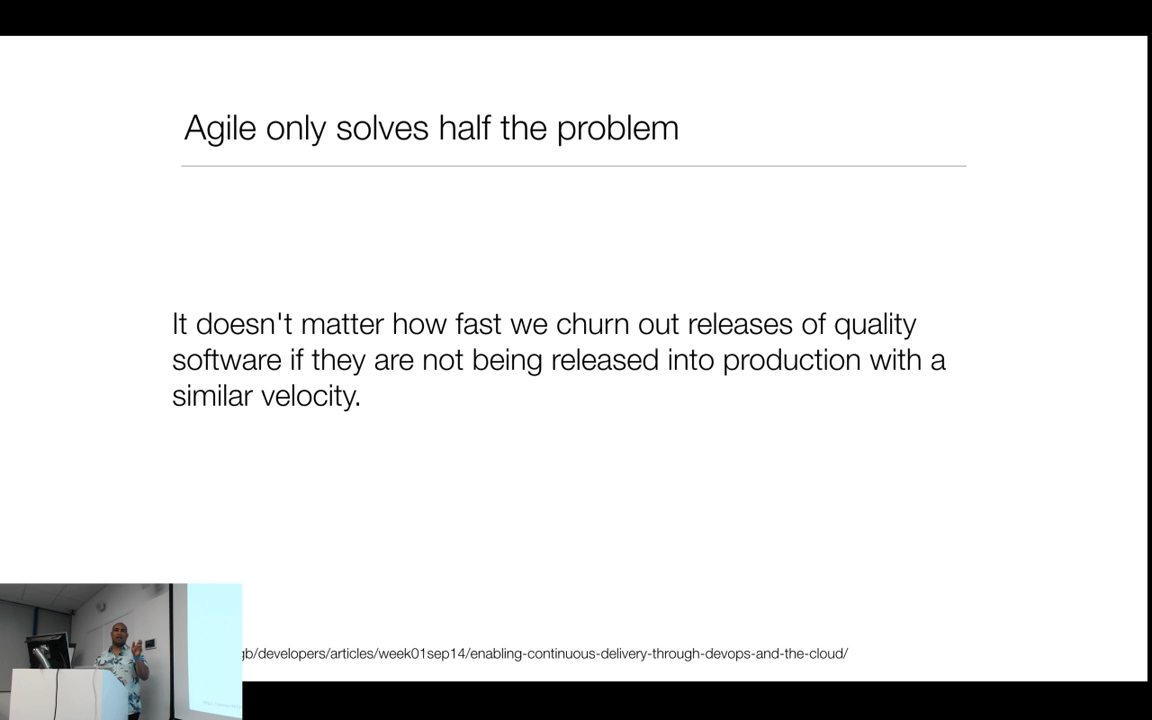 Agile only solves half the problem
It doesn't matter how fast we churn out releases of quality
software if they are not being released into production with a
similar velocity.
gb/developers/articles/week01sep14/enabling-continuous-delivery-through-devops-and-the-cloud/